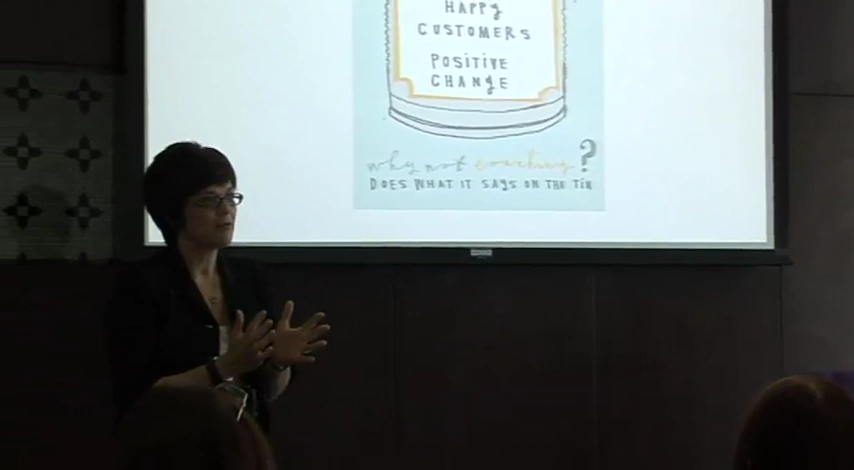 HAPPY
CUSTOMERS
POSITIVE
CHANgE
why not coaching?
DOES WHAT IT SAYS ON THE TIN